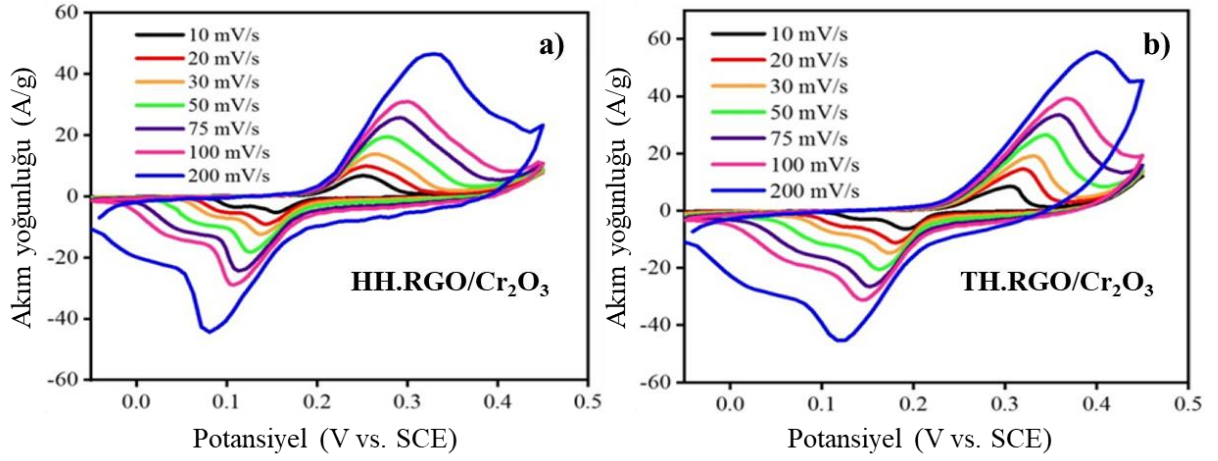 a)
Akım yoğunluğu (A/g)
60
40
20
0
-20
-40
-60
10 mV/s
20 mV/s
30 mV/s
50 mV/s
75 mV/s
100 mV/s
200 mV/s
HH.RGO/Cr₂O₃
0.0 0.1 0.2 0.3 0.4 0.5
Potansiyel (V vs. SCE)
b)
Akım yoğunluğu (A/g)
60
40
20
0
-20
-40
-60
10 mV/s
20 mV/s
30 mV/s
50 mV/s
75 mV/s
100 mV/s
200 mV/s
TH.RGO/Cr₂O₃
0.0 0.1 0.2 0.3 0.4 0.5
Potansiyel (V vs. SCE)